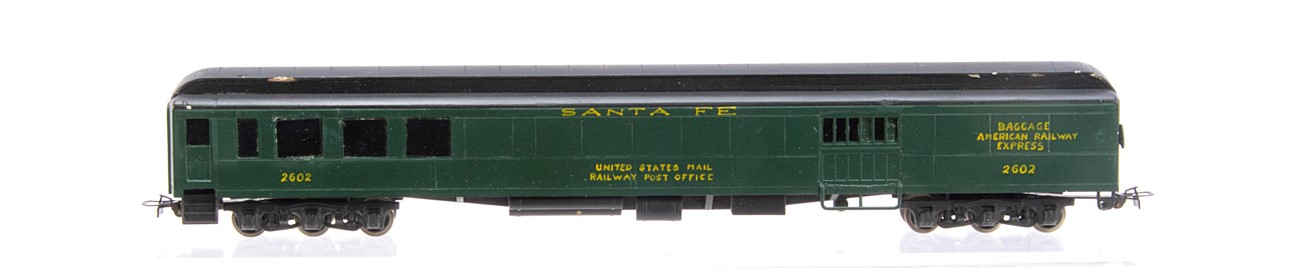 SANTA FE
BAGGAGE
AMERICAN RAILWAY
EXPRESS
UNITED STATES MAIL
RAILWAY POST OFFICE
2602
2602